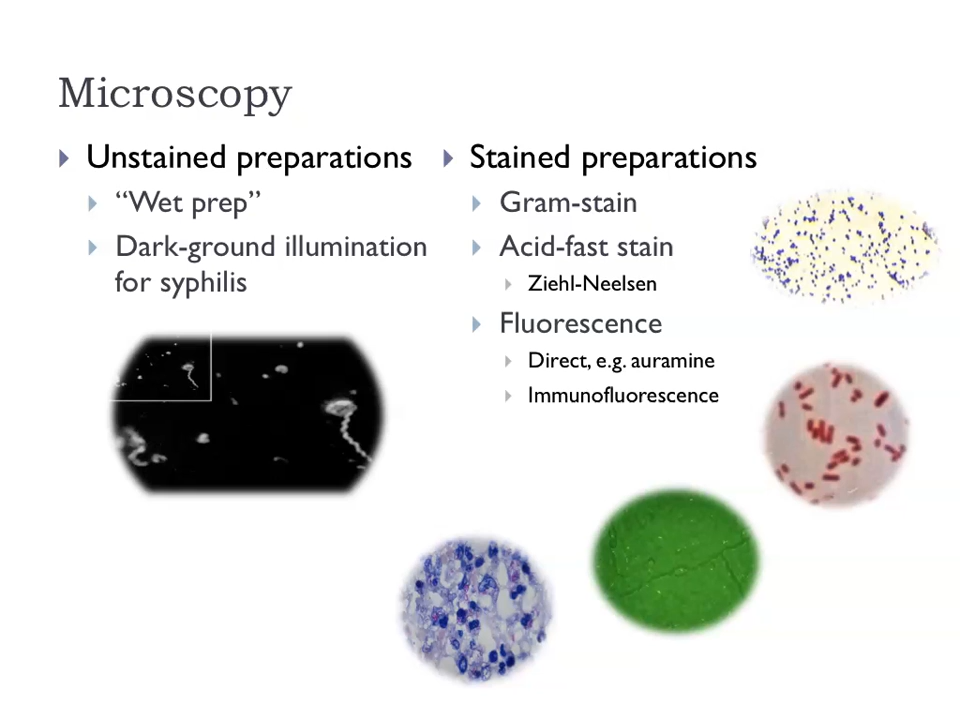 Microscopy
Unstained preparations
“Wet prep”
Dark-ground illumination
for syphilis
Stained preparations
Gram-stain
Acid-fast stain
Ziehl-Neelsen
Fluorescence
Direct, e.g. auramine
Immunofluorescence